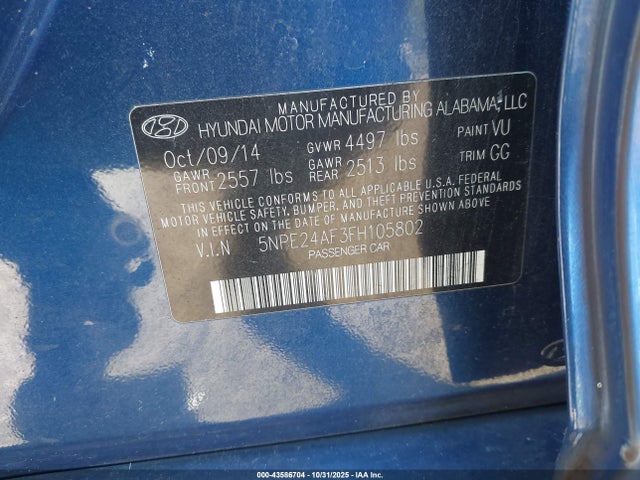 MANUFACTURED BY
HYUNDAI MOTOR MANUFACTURING ALABAMA, LLC
Oct/09/14 GVWR 4497 lbs PAINT VU
GAWR FRONT 2557 lbs GAWR REAR 2513 lbs TRIM GG
THIS VEHICLE CONFORMS TO ALL APPLICABLE U.S.A. FEDERAL
MOTOR VEHICLE SAFETY, BUMPER, AND THEFT PREVENTION STANDARDS
IN EFFECT ON THE DATE OF MANUFACTURE SHOWN ABOVE
V.I.N 5NPE24AF3FH105802
PASSENGER CAR
000-43586704 - 10/31/2025 - IAA Inc.